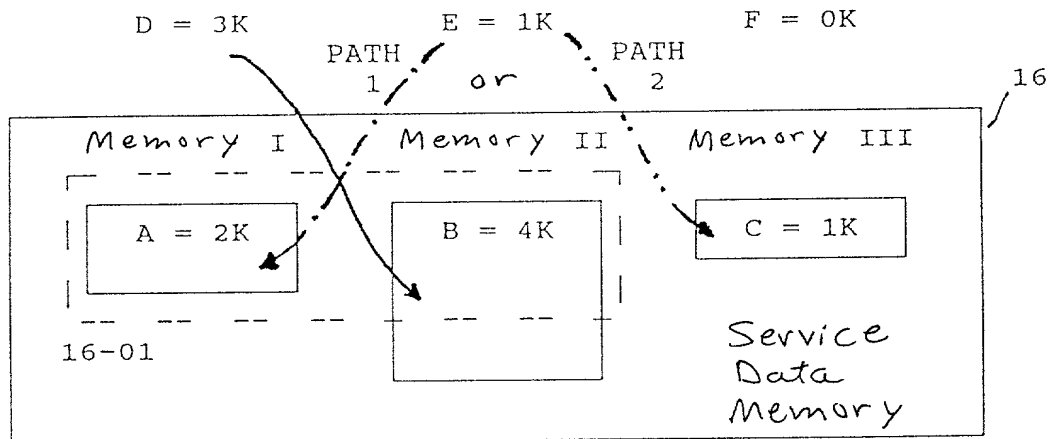 D = 3K
E = 1K
F = 0K
PATH
1
or
PATH
2
16
Memory I
Memory II
Memory III
A = 2K
B = 4K
C = 1K
16-01
Service
Data
Memory